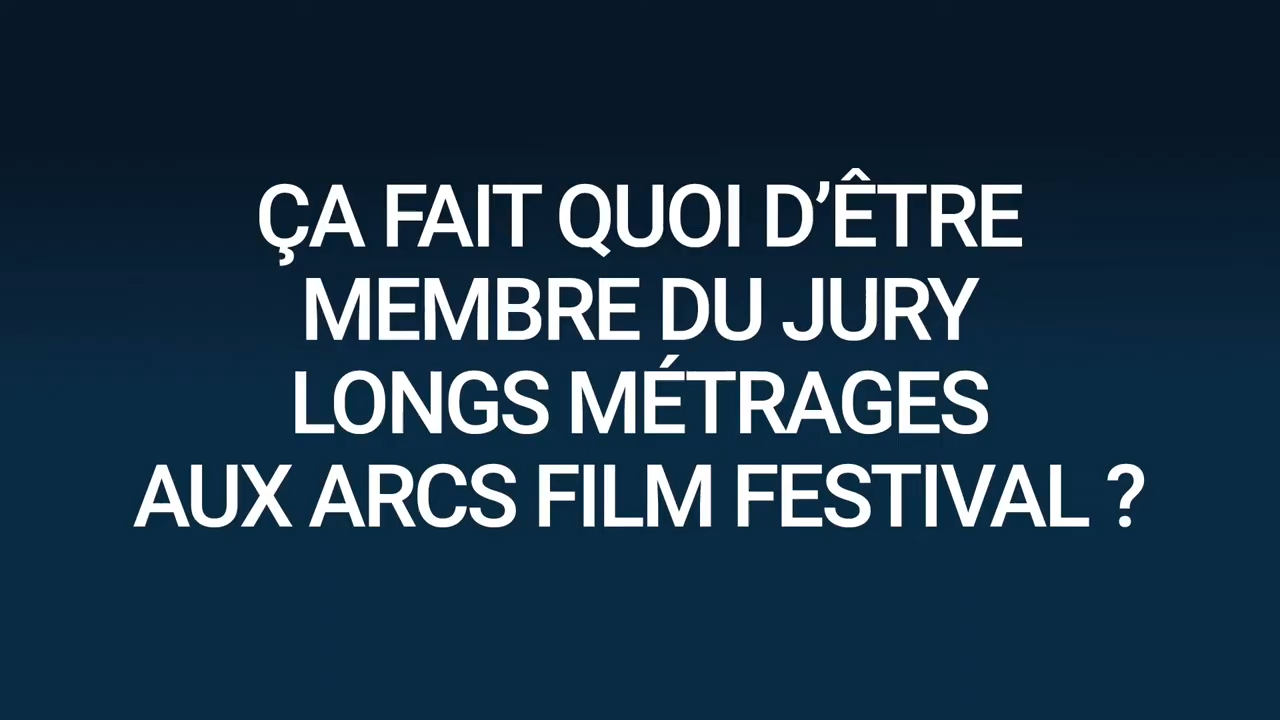 ÇA FAIT QUOI D’ÊTRE
MEMBRE DU JURY
LONGS MÉTRAGES
AUX ARCS FILM FESTIVAL ?